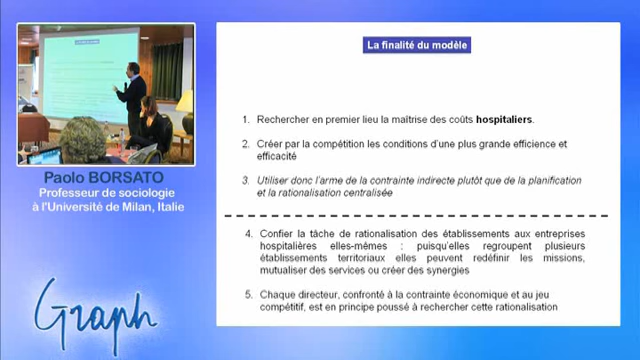 La finalité du modèle
1. Rechercher en premier lieu la maîtrise des coûts hospitaliers.
2. Créer par la compétition les conditions d'une plus grande efficience et
efficacité
3. Utiliser donc l'arme de la contrainte indirecte plutôt que de la planification
et la rationalisation centralisée
4. Confier la tâche de rationalisation des établissements aux entreprises
hospitalières elles-mêmes : puisqu'elles regroupent plusieurs
établissements territoriaux elles peuvent redéfinir les missions,
mutualiser des services ou créer des synergies
5. Chaque directeur, confronté à la contrainte économique et au jeu
compétitif, est en principe poussé à rechercher cette rationalisation
Paolo BORSATO
Professeur de sociologie
à l'Université de Milan, Italie
Graph